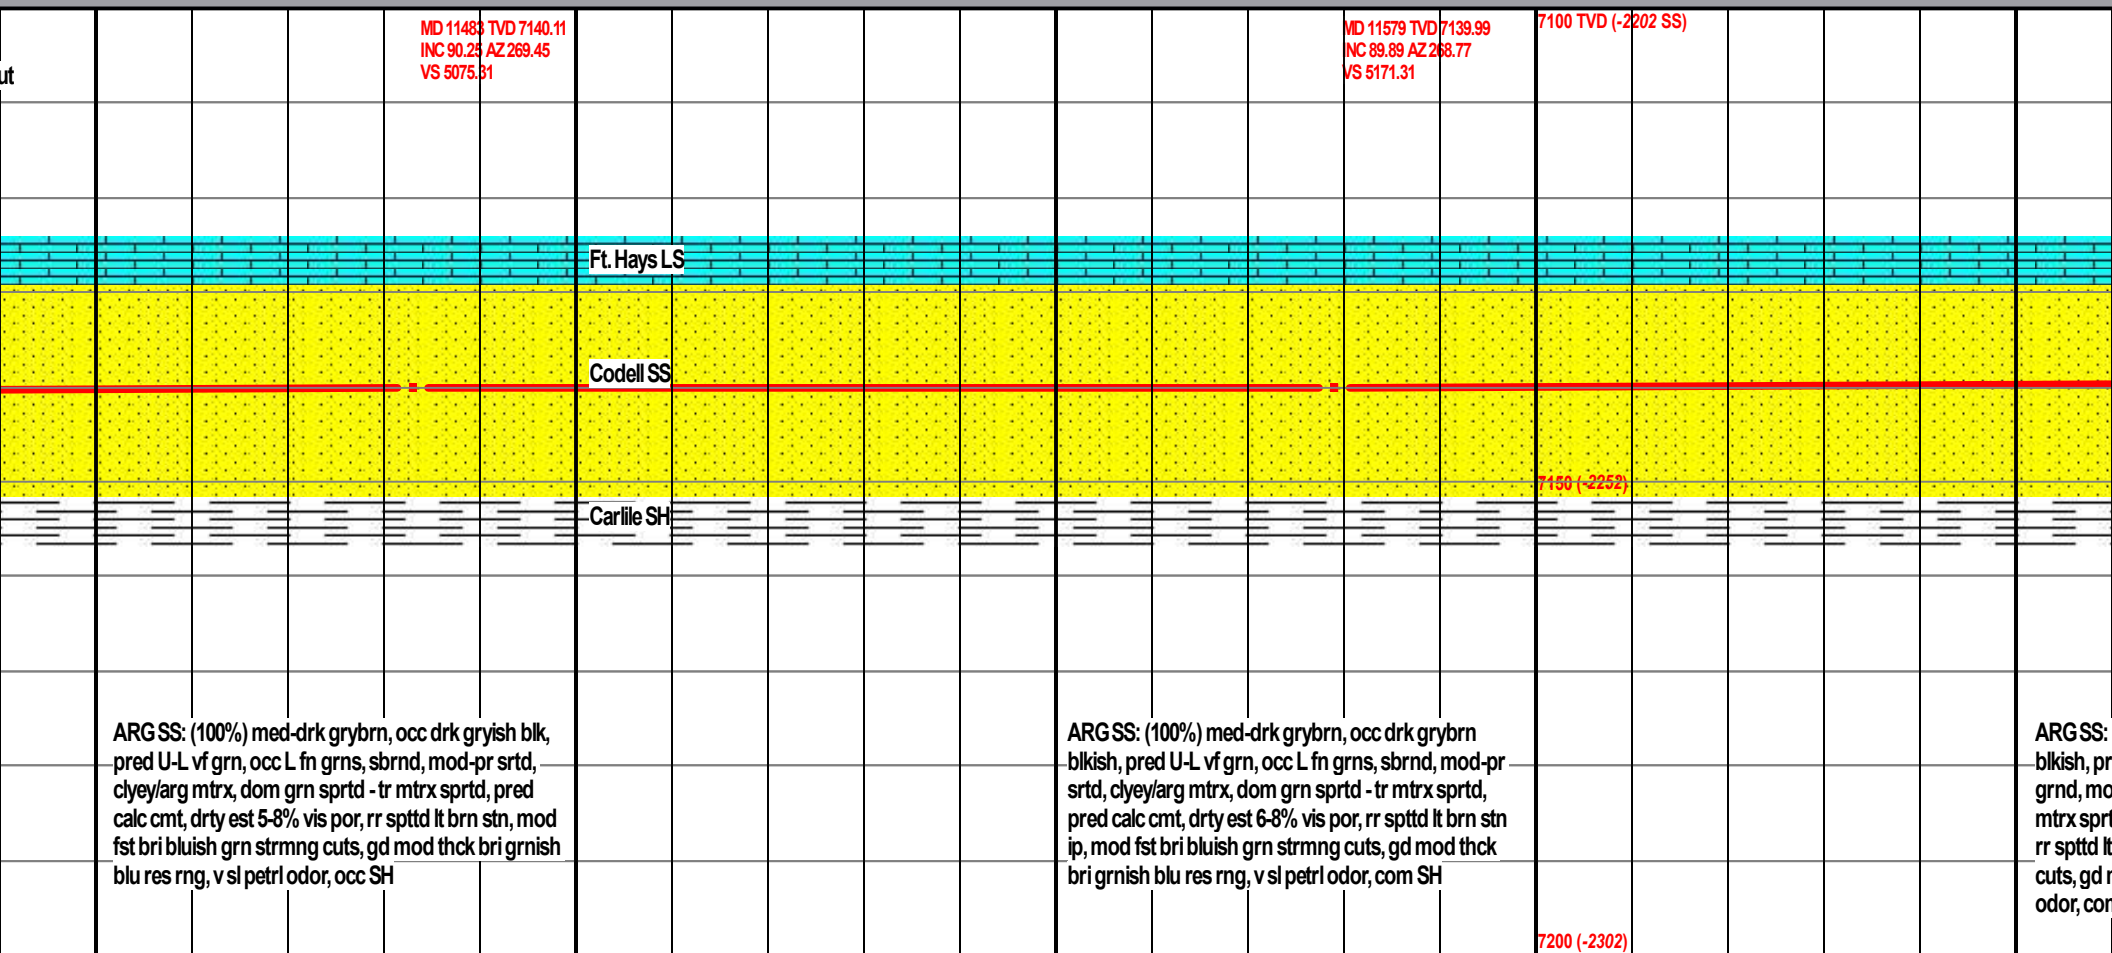 ut
MD 11483 TVD 7140.11
INC 90.25 AZ 269.45
VS 5075.31
MD 11579 TVD 7139.99
INC 89.89 AZ 268.77
VS 5171.31
7100 TVD (-2202 SS)
Ft. Hays LS
Codell SS
7150 (-2252)
Carlile SH
ARG SS: (100%) med-drk grybrn, occ drk gryish blk,
pred U-L vf grn, occ L fn grns, sbrnd, mod-pr srtd,
clyey/arg mtrx, dom grn sprtd - tr mtrx sprtd, pred
calc cmt, drty est 5-8% vis por, rr spttd lt brn stn, mod
fst bri bluish grn strmng cuts, gd mod thck bri grnish
blu res rng, v sl petrl odor, occ SH
ARG SS: (100%) med-drk grybrn, occ drk grybrn
blkish, pred U-L vf grn, occ L fn grns, sbrnd, mod-pr
srtd, clyey/arg mtrx, dom grn sprtd - tr mtrx sprtd,
pred calc cmt, drty est 6-8% vis por, rr spttd lt brn stn
ip, mod fst bri bluish grn strmng cuts, gd mod thck
bri grnish blu res rng, v sl petrl odor, com SH
ARG SS:
blkish, pr
grnd, mo
mtrx sprt
rr spttd lt
cuts, gd r
odor, con
7200 (-2302)